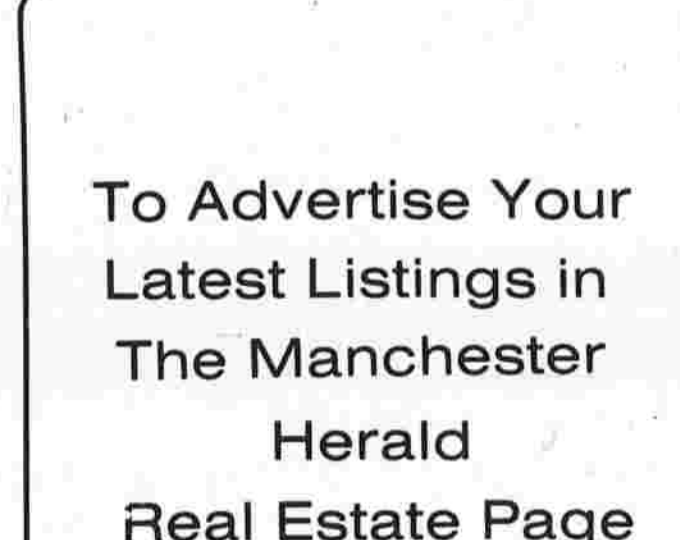 To Advertise Your
Latest Listings in
The Manchester
Herald
Real Estate Page